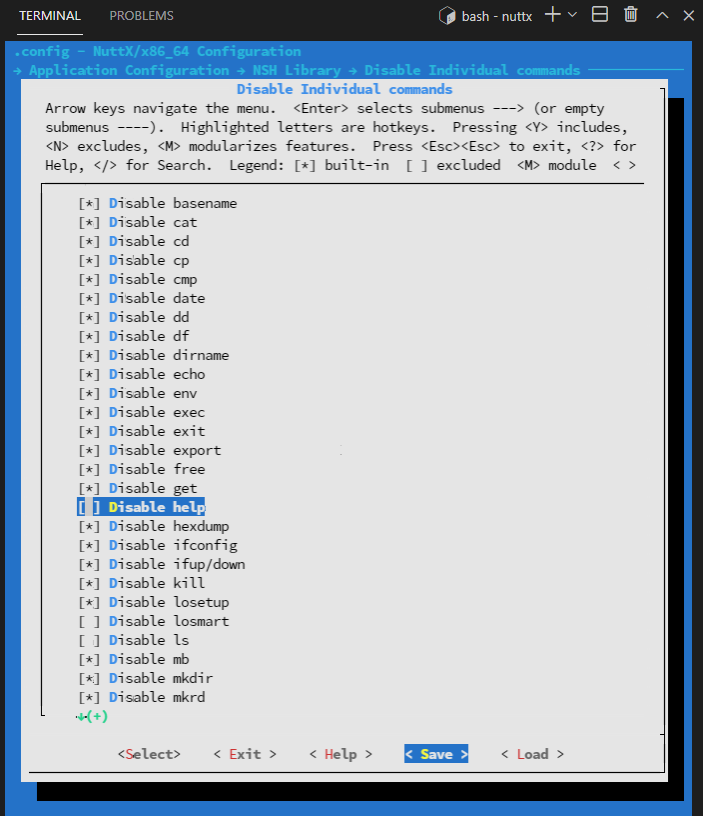 TERMINAL PROBLEMS bash - nuttx
.config - NuttX/x86_64 Configuration
→ Application Configuration → NSH Library → Disable Individual commands
Disable Individual commands
Arrow keys navigate the menu.  <Enter> selects submenus ---> (or empty
submenus ----).  Highlighted letters are hotkeys.  Pressing <Y> includes,
<N> excludes, <M> modularizes features.  Press <Esc><Esc> to exit, <?> for
Help, </> for Search.  Legend: [*] built-in  [ ] excluded  <M> module  < >
[*] Disable basename
[*] Disable cat
[*] Disable cd
[*] Disable cp
[*] Disable cmp
[*] Disable date
[*] Disable dd
[*] Disable df
[*] Disable dirname
[*] Disable echo
[*] Disable env
[*] Disable exec
[*] Disable exit
[*] Disable export
[*] Disable free
[*] Disable get
[ ] Disable help
[*] Disable hexdump
[*] Disable ifconfig
[*] Disable ifup/down
[*] Disable kill
[*] Disable losetup
[ ] Disable losmart
[ ] Disable ls
[*] Disable mb
[*] Disable mkdir
[*] Disable mkrd
↓(+)
<Select> < Exit > < Help > < Save > < Load >